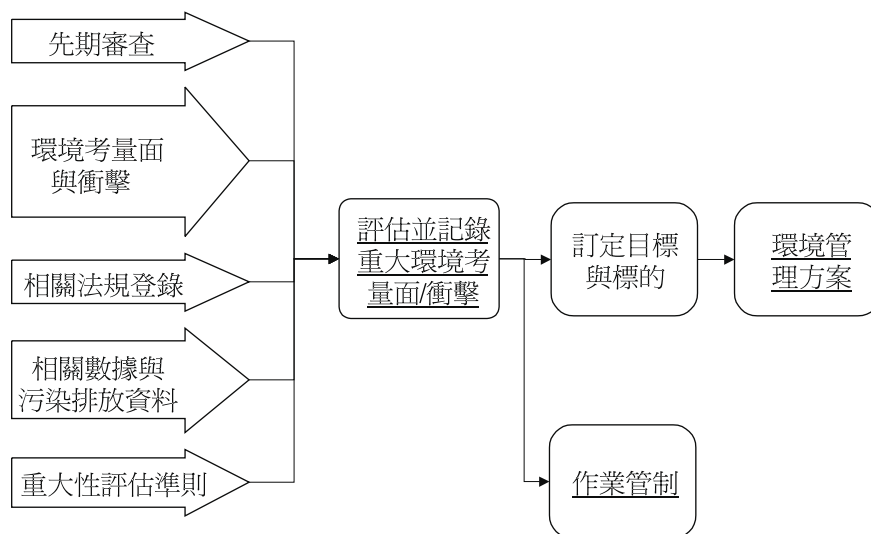 先期審查
環境考量面
與衝擊
相關法規登錄
相關數據與
污染排放資料
重大性評估準則
評估並記錄
重大環境考
量面/衝擊
訂定目標
與標的
環境管
理方案
作業管制